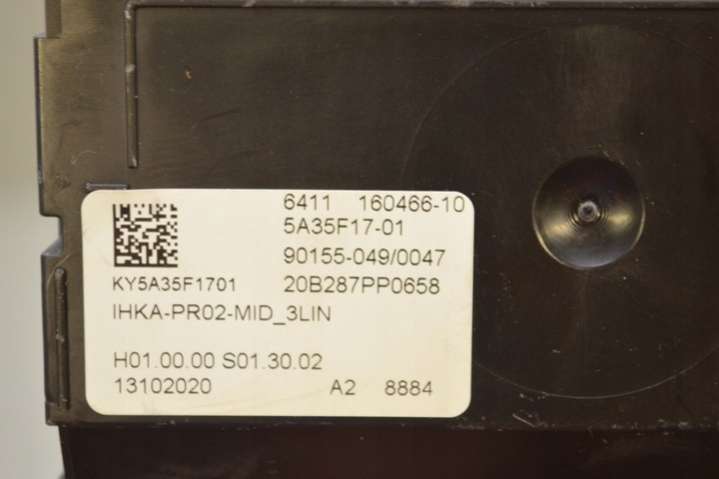 6411 160466-10
5A35F17-01
90155-049/0047
KY5A35F1701 20B287PP0658
IHKA-PR02-MID_3LIN
H01.00.00 S01.30.02
13102020 A2 8884